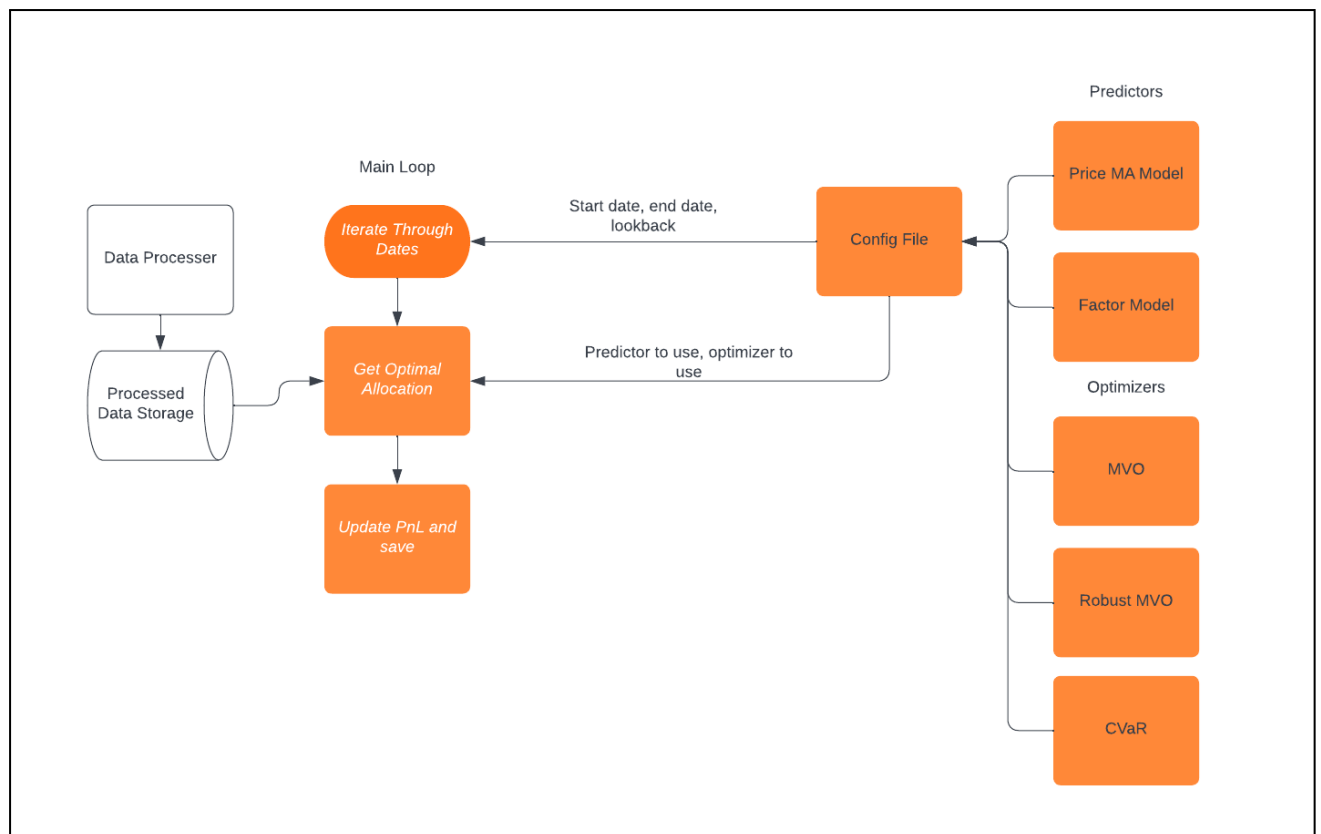 Predictors
Price MA Model
Main Loop
Start date, end date,
lookback
Iterate Through
Dates
Config File
Data Processer
Factor Model
Predictor to use, optimizer to
use
Get Optimal
Allocation
Processed
Data Storage
Optimizers
MVO
Update PnL and
save
Robust MVO
CVaR